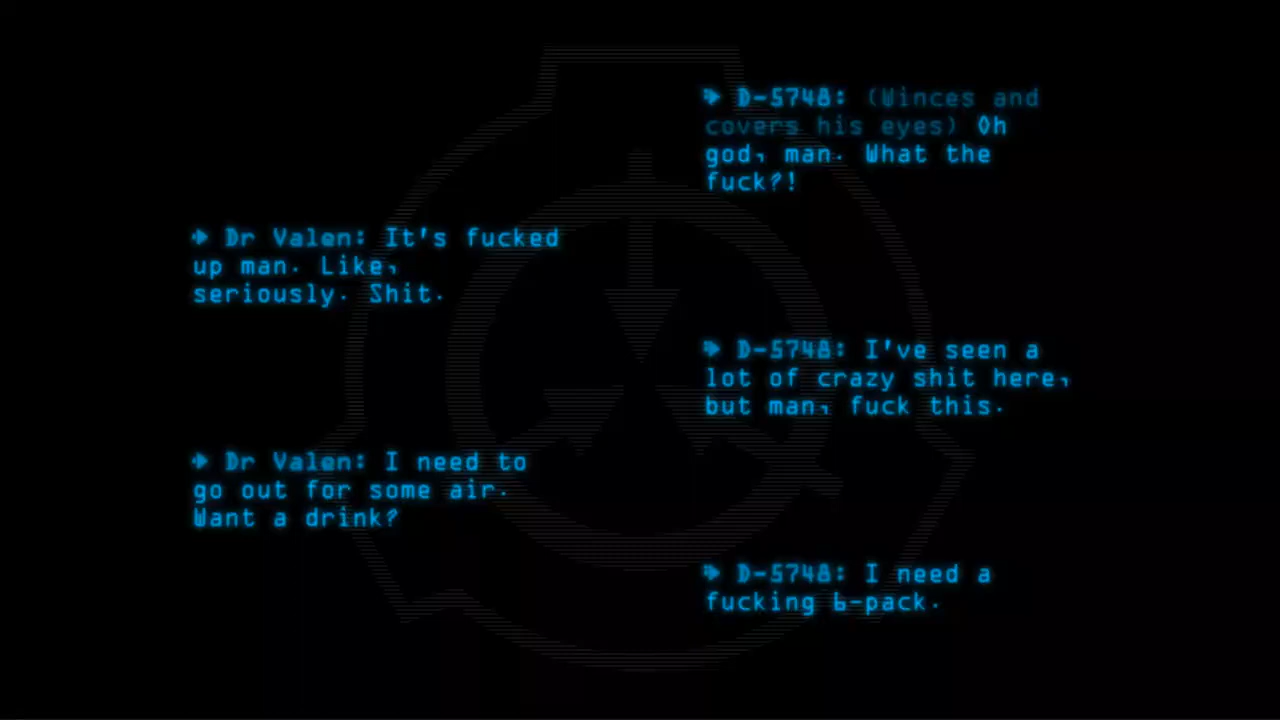 ➩ D-5748: (Winces and
covers his eyes) Oh
god, man. What the
fuck?!
➩ Dr Valen: It's fucked
up man. Like,
seriously. Shit.
➩ D-5748: I've seen a
lot of crazy shit here,
but man, fuck this.
➩ Dr Valen: I need to
go out for some air.
Want a drink?
➩ D-5748: I need a
fucking 6-pack.